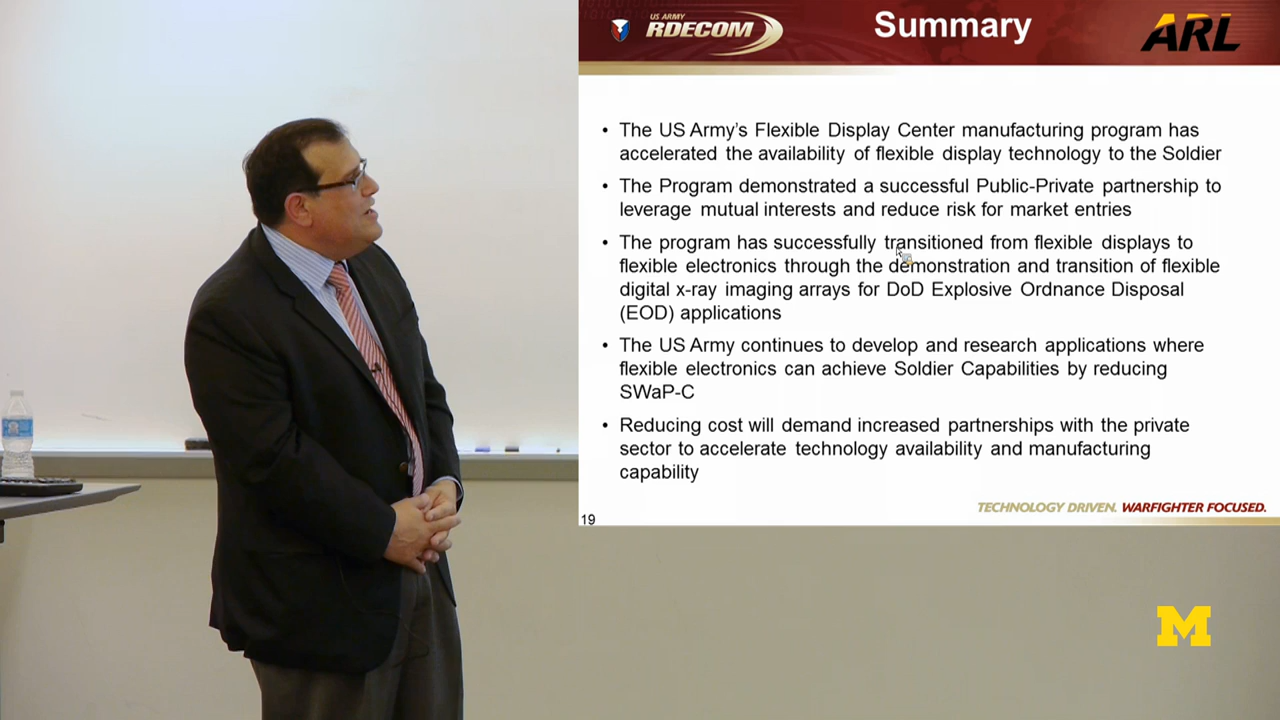 US ARMY
RDECOM
Summary
ARL
• The US Army's Flexible Display Center manufacturing program has
accelerated the availability of flexible display technology to the Soldier
• The Program demonstrated a successful Public-Private partnership to
leverage mutual interests and reduce risk for market entries
• The program has successfully transitioned from flexible displays to
flexible electronics through the demonstration and transition of flexible
digital x-ray imaging arrays for DoD Explosive Ordnance Disposal
(EOD) applications
• The US Army continues to develop and research applications where
flexible electronics can achieve Soldier Capabilities by reducing
SWaP-C
• Reducing cost will demand increased partnerships with the private
sector to accelerate technology availability and manufacturing
capability
TECHNOLOGY DRIVEN. WARFIGHTER FOCUSED.
19
M